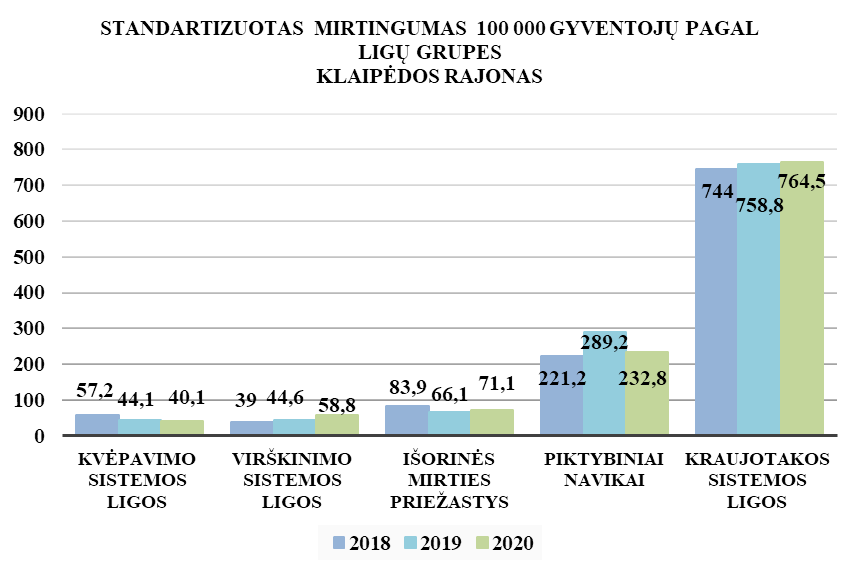 STANDARTIZUOTAS MIRTINGUMAS 100 000 GYVENTOJŲ PAGAL
LIGŲ GRUPES
KLAIPĖDOS RAJONAS
900
800
700
600
500
400
300
200
100
0
57,2
44,1
40,1
39
44,6
58,8
83,9
66,1
71,1
221,2
289,2
232,8
744
758,8
764,5
KVĖPAVIMO
SISTEMOS
LIGOS
VIRŠKINIMO
SISTEMOS
LIGOS
IŠORINĖS
MIRTIES
PRIEŽASTYS
PIKTYBINIAI
NAVIKAI
KRAUJOTAKOS
SISTEMOS
LIGOS
2018 2019 2020